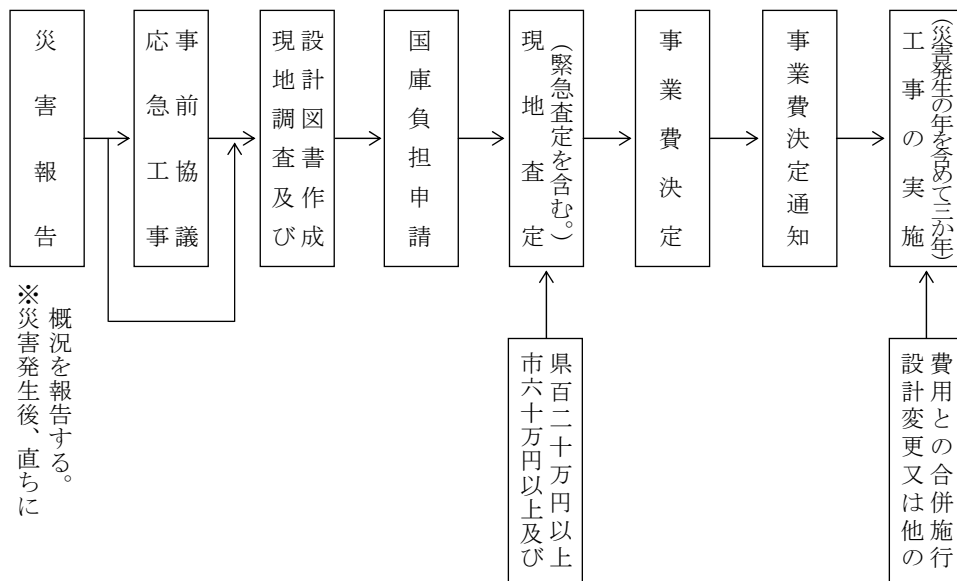 災害報告
※災害発生後、直ちに
概況を報告する。
応急工事
事前協議
現地調査及び
設計図書作成
国庫負担申請
現地査定
(緊急査定を含む。)
市六十万円以上及び
県百二十万円以上
事業費決定
事業費決定通知
工事の実施
(災害発生の年を含めて三か年)
設計変更又は他の
費用との合併施行